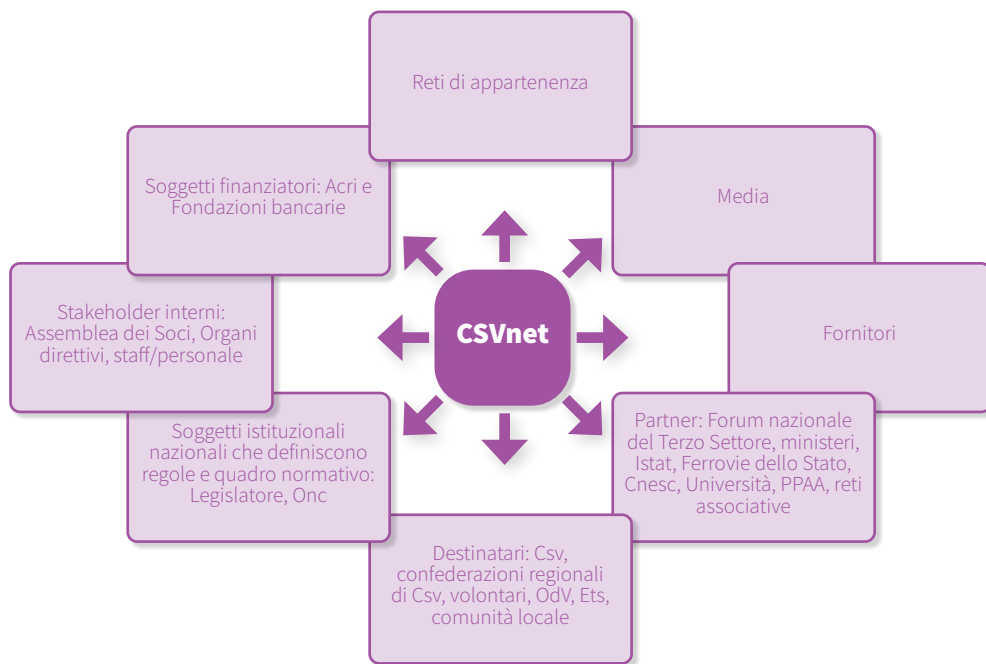 Reti di appartenenza
Soggetti finanziatori: Acri e
Fondazioni bancarie
Media
Stakeholder interni:
Assemblea dei Soci, Organi
direttivi, staff/personale
CSVnet
Fornitori
Soggetti istituzionali
nazionali che definiscono
regole e quadro normativo:
Legislatore, Onc
Partner: Forum nazionale
del Terzo Settore, ministeri,
Istat, Ferrovie dello Stato,
Cnesc, Università, PPAA, reti
associative
Destinatari: Csv,
confederazioni regionali
di Csv, volontari, OdV, Ets,
comunità locale